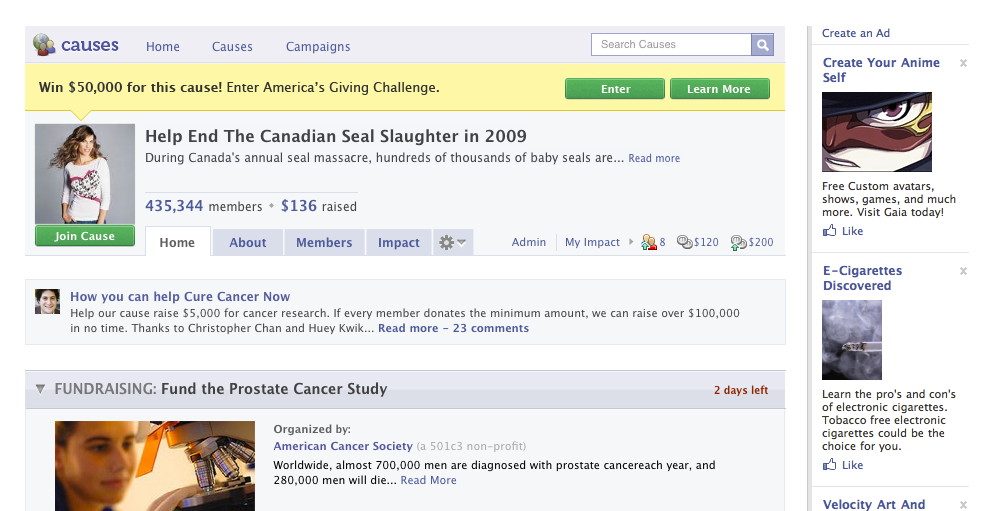 causes
Home
Causes
Campaigns
Search Causes
Win $50,000 for this cause! Enter America's Giving Challenge.
Enter
Learn More
Help End The Canadian Seal Slaughter in 2009
During Canada's annual seal massacre, hundreds of thousands of baby seals are... Read more
435,344 members • $136 raised
Join Cause
Home
About
Members
Impact
Admin
My Impact
8
$120
$200
How you can help Cure Cancer Now
Help our cause raise $5,000 for cancer research. If every member donates the minimum amount, we can raise over $100,000
in no time. Thanks to Christopher Chan and Huey Kwik... Read more – 23 comments
FUNDRAISING: Fund the Prostate Cancer Study
2 days left
Organized by:
American Cancer Society (a 501c3 non-profit)
Worldwide, almost 700,000 men are diagnosed with prostate cancereach year, and
280,000 men will die... Read More
Create an Ad
Create Your Anime
Self
x
Free Custom avatars,
shows, games, and much
more. Visit Gaia today!
Like
E-Cigarettes
Discovered
x
Learn the pro's and con's
of electronic cigarettes.
Tobacco free electronic
cigarettes could be the
choice for you.
Like
Velocity Art And
x